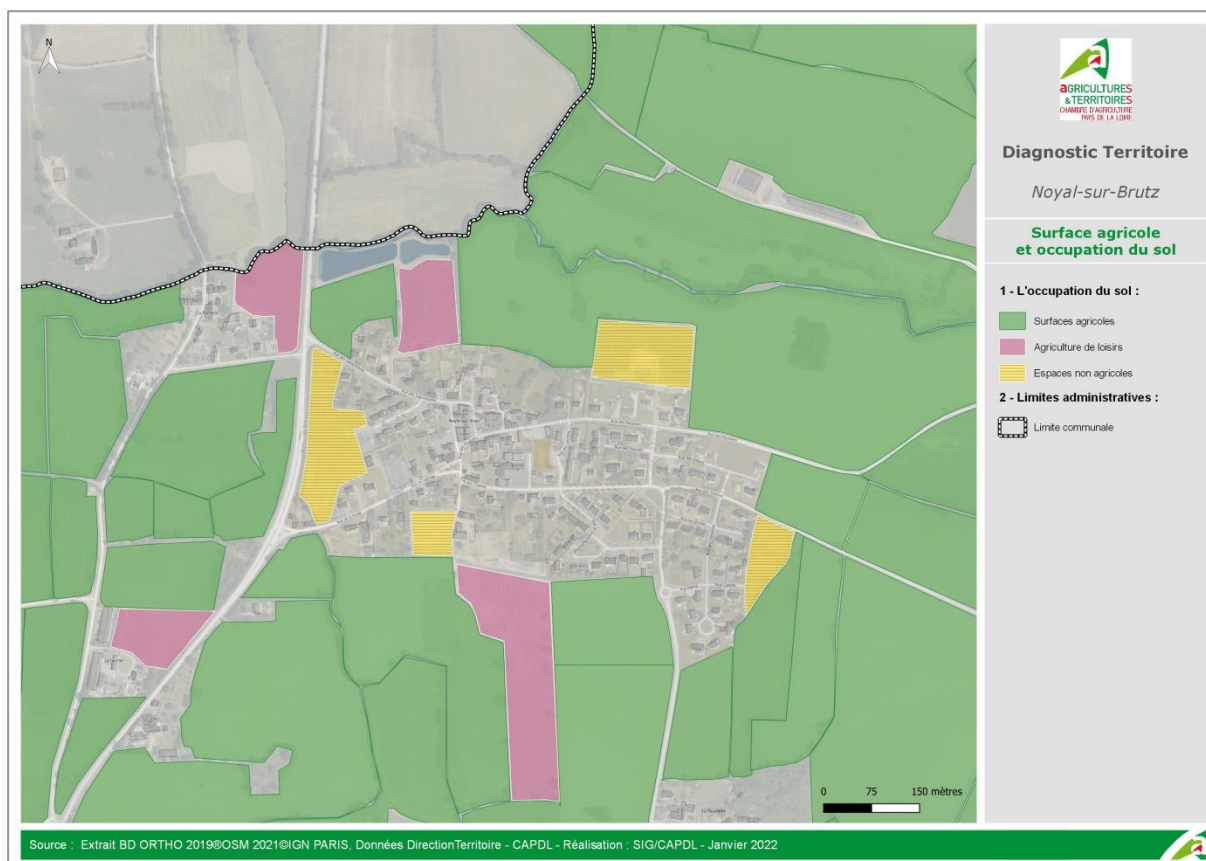 N
aGRICULTURES
& TERRITOIRES
CHAMBRE D'AGRICULTURE
PAYS DE LA LOIRE
Diagnostic Territoire
Noyal-sur-Brutz
Surface agricole
et occupation du sol
1 - L'occupation du sol :
Surfaces agricoles
Agriculture de loisirs
Espaces non agricoles
2 - Limites administratives :
Limite communale
Noyal-sur-Brutz
0 75 150 mètres
Source : Extrait BD ORTHO 2019®OSM 2021©IGN PARIS, Données DirectionTerritoire - CAPDL - Réalisation : SIG/CAPDL - Janvier 2022